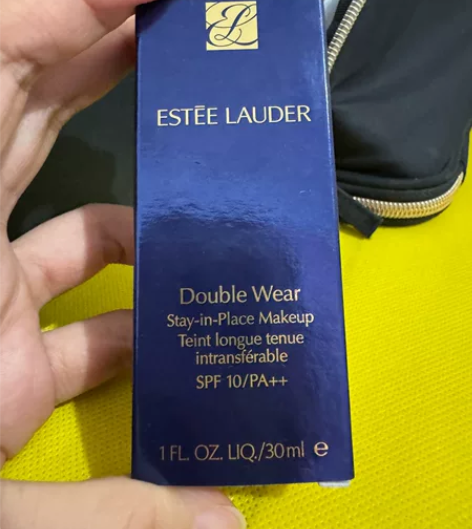 EL
ESTĒE LAUDER
Double Wear
Stay-in-Place Makeup
Teint longue tenue
intransférable
SPF 10/PA++
1 FL. OZ. LIQ./30ml ℮